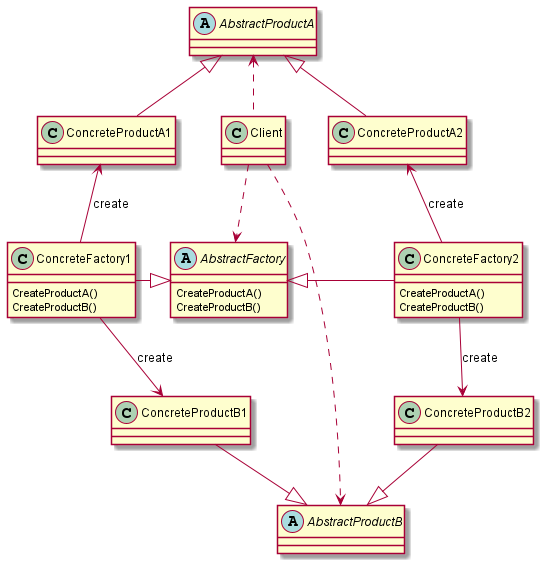 A AbstractProductA
C ConcreteProductA1
C Client
C ConcreteProductA2
create
create
C ConcreteFactory1
CreateProductA()
CreateProductB()
A AbstractFactory
CreateProductA()
CreateProductB()
C ConcreteFactory2
CreateProductA()
CreateProductB()
create
create
C ConcreteProductB1
C ConcreteProductB2
A AbstractProductB